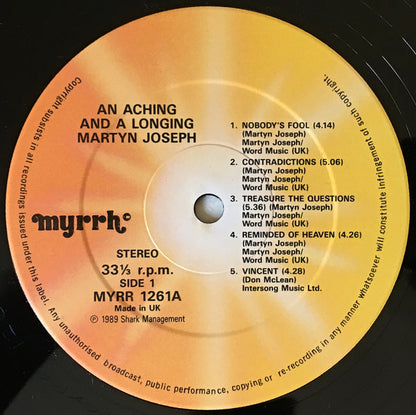 AN ACHING
AND A LONGING
MARTYN JOSEPH
myrrh
STEREO
33⅓ r.p.m.
SIDE 1
MYRR 1261A
Made in UK
℗ 1989 Shark Management
1. NOBODY'S FOOL (4.14)
(Martyn Joseph)
Martyn Joseph/
Word Music (UK)
2. CONTRADICTIONS (5.06)
(Martyn Joseph)
Martyn Joseph/
Word Music (UK)
3. TREASURE THE QUESTIONS
(5.36) (Martyn Joseph)
Martyn Joseph/
Word Music (UK)
4. REMINDED OF HEAVEN (4.26)
(Martyn Joseph)
Martyn Joseph/
Word Music (UK)
5. VINCENT (4.28)
(Don McLean)
Intersong Music Ltd.
Copyright subsists in all recordings issued under this label. Any unauthorised broadcast, public performance, copying or re-recording in any manner whatsoever will constitute infringement of such copyright.